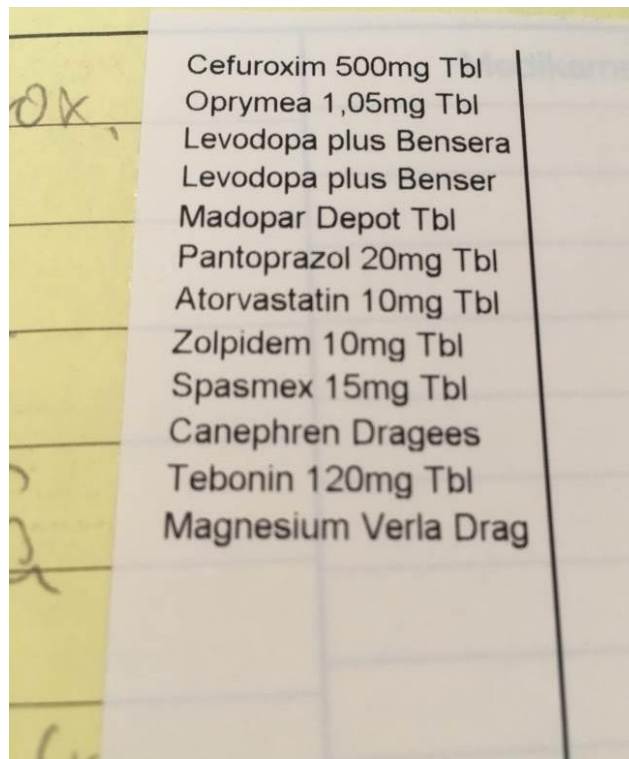 ox.
Cefuroxim 500mg Tbl
Oprymea 1,05mg Tbl
Levodopa plus Bensera
Levodopa plus Benser
Madopar Depot Tbl
Pantoprazol 20mg Tbl
Atorvastatin 10mg Tbl
Zolpidem 10mg Tbl
Spasmex 15mg Tbl
Canephren Dragees
Tebonin 120mg Tbl
Magnesium Verla Drag